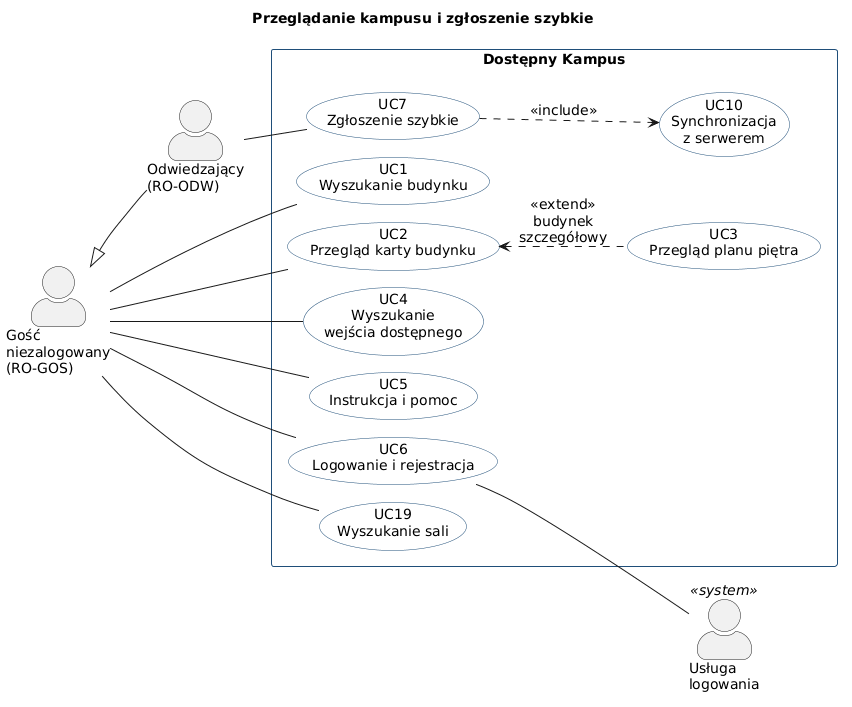 Przeglądanie kampusu i zgłoszenie szybkie
Dostępny Kampus
UC7
Zgłoszenie szybkie
«include»
UC10
Synchronizacja
z serwerem
Odwiedzający
(RO-ODW)
UC1
Wyszukanie budynku
UC2
Przegląd karty budynku
«extend»
budynek
szczegółowy
UC3
Przegląd planu piętra
Gość
niezalogowany
(RO-GOS)
UC4
Wyszukanie
wejścia dostępnego
UC5
Instrukcja i pomoc
UC6
Logowanie i rejestracja
UC19
Wyszukanie sali
«system»
Usługa
logowania